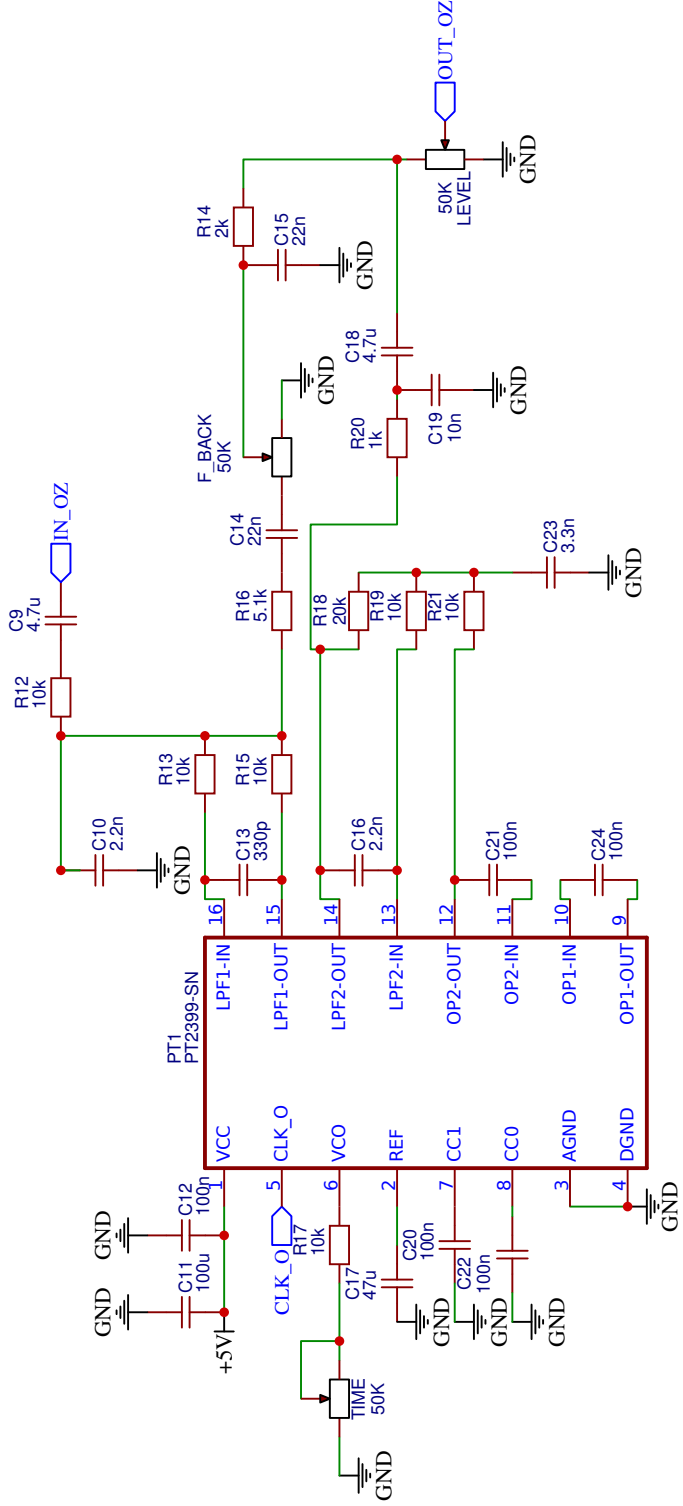 OUT_OZ
GND
50K
LEVEL
R14
2k
C15
22n
GND
C18
4.7u
GND
F_BACK
50K
R20
1k
C19
10n
GND
IN_OZ
C9
4.7u
C14
22n
R16
5.1k
R18
20k
R19
10k
R21
10k
C23
3.3n
GND
R12
10k
R13
10k
R15
10k
C10
2.2n
GND
C13
330p
C16
2.2n
C21
100n
C24
100n
16
15
14
13
12
11
10
9
LPF1-IN
LPF1-OUT
LPF2-OUT
LPF2-IN
OP2-OUT
OP2-IN
OP1-IN
OP1-OUT
PT1
PT2399-SN
VCC
CLK_O
VCO
REF
CC1
CC0
AGND
DGND
1
5
6
2
7
8
3
4
GND
C12
100n
GND
C11
100u
+5V
CLK_O
R17
10k
C17
47u
GND
C20
100n
GND
C22
100n
GND
GND
TIME
50K
GND